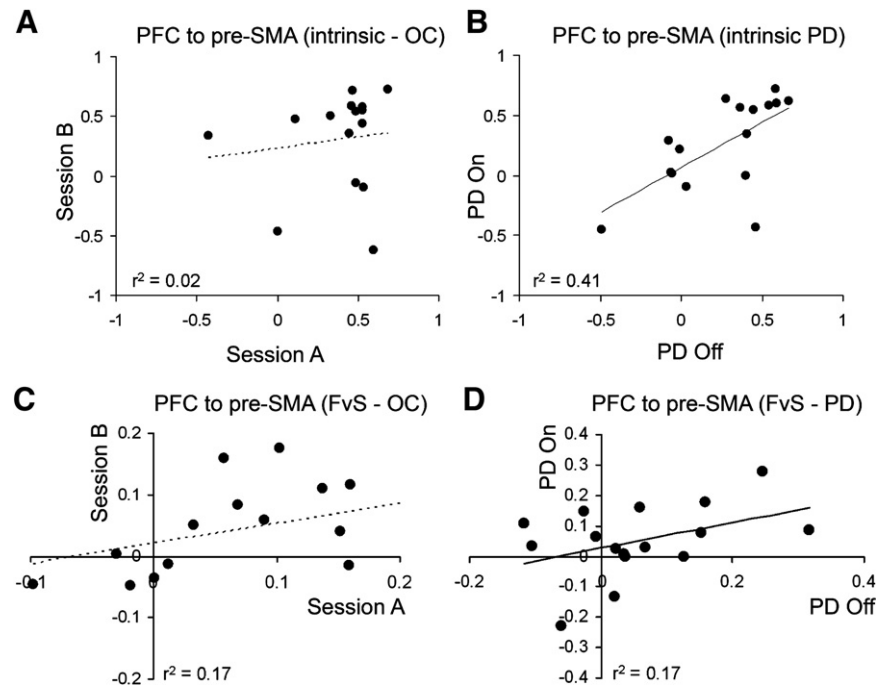 A
PFC to pre-SMA (intrinsic - OC)
1
0.5
0
-0.5
-1
Session B
r² = 0.02
-1
-0.5
0
0.5
1
Session A
B
PFC to pre-SMA (intrinsic PD)
1
0.5
0
-0.5
-1
PD On
r² = 0.41
-1
-0.5
0
0.5
1
PD Off
C
PFC to pre-SMA (FvS - OC)
0.2
0.1
0
-0.1
-0.2
Session B
-0.1
0
0.1
0.2
Session A
r² = 0.17
D
PFC to pre-SMA (FvS - PD)
0.4
0.3
0.2
0.1
0
-0.1
-0.2
-0.3
-0.4
PD On
-0.2
0
0.2
0.4
PD Off
r² = 0.17